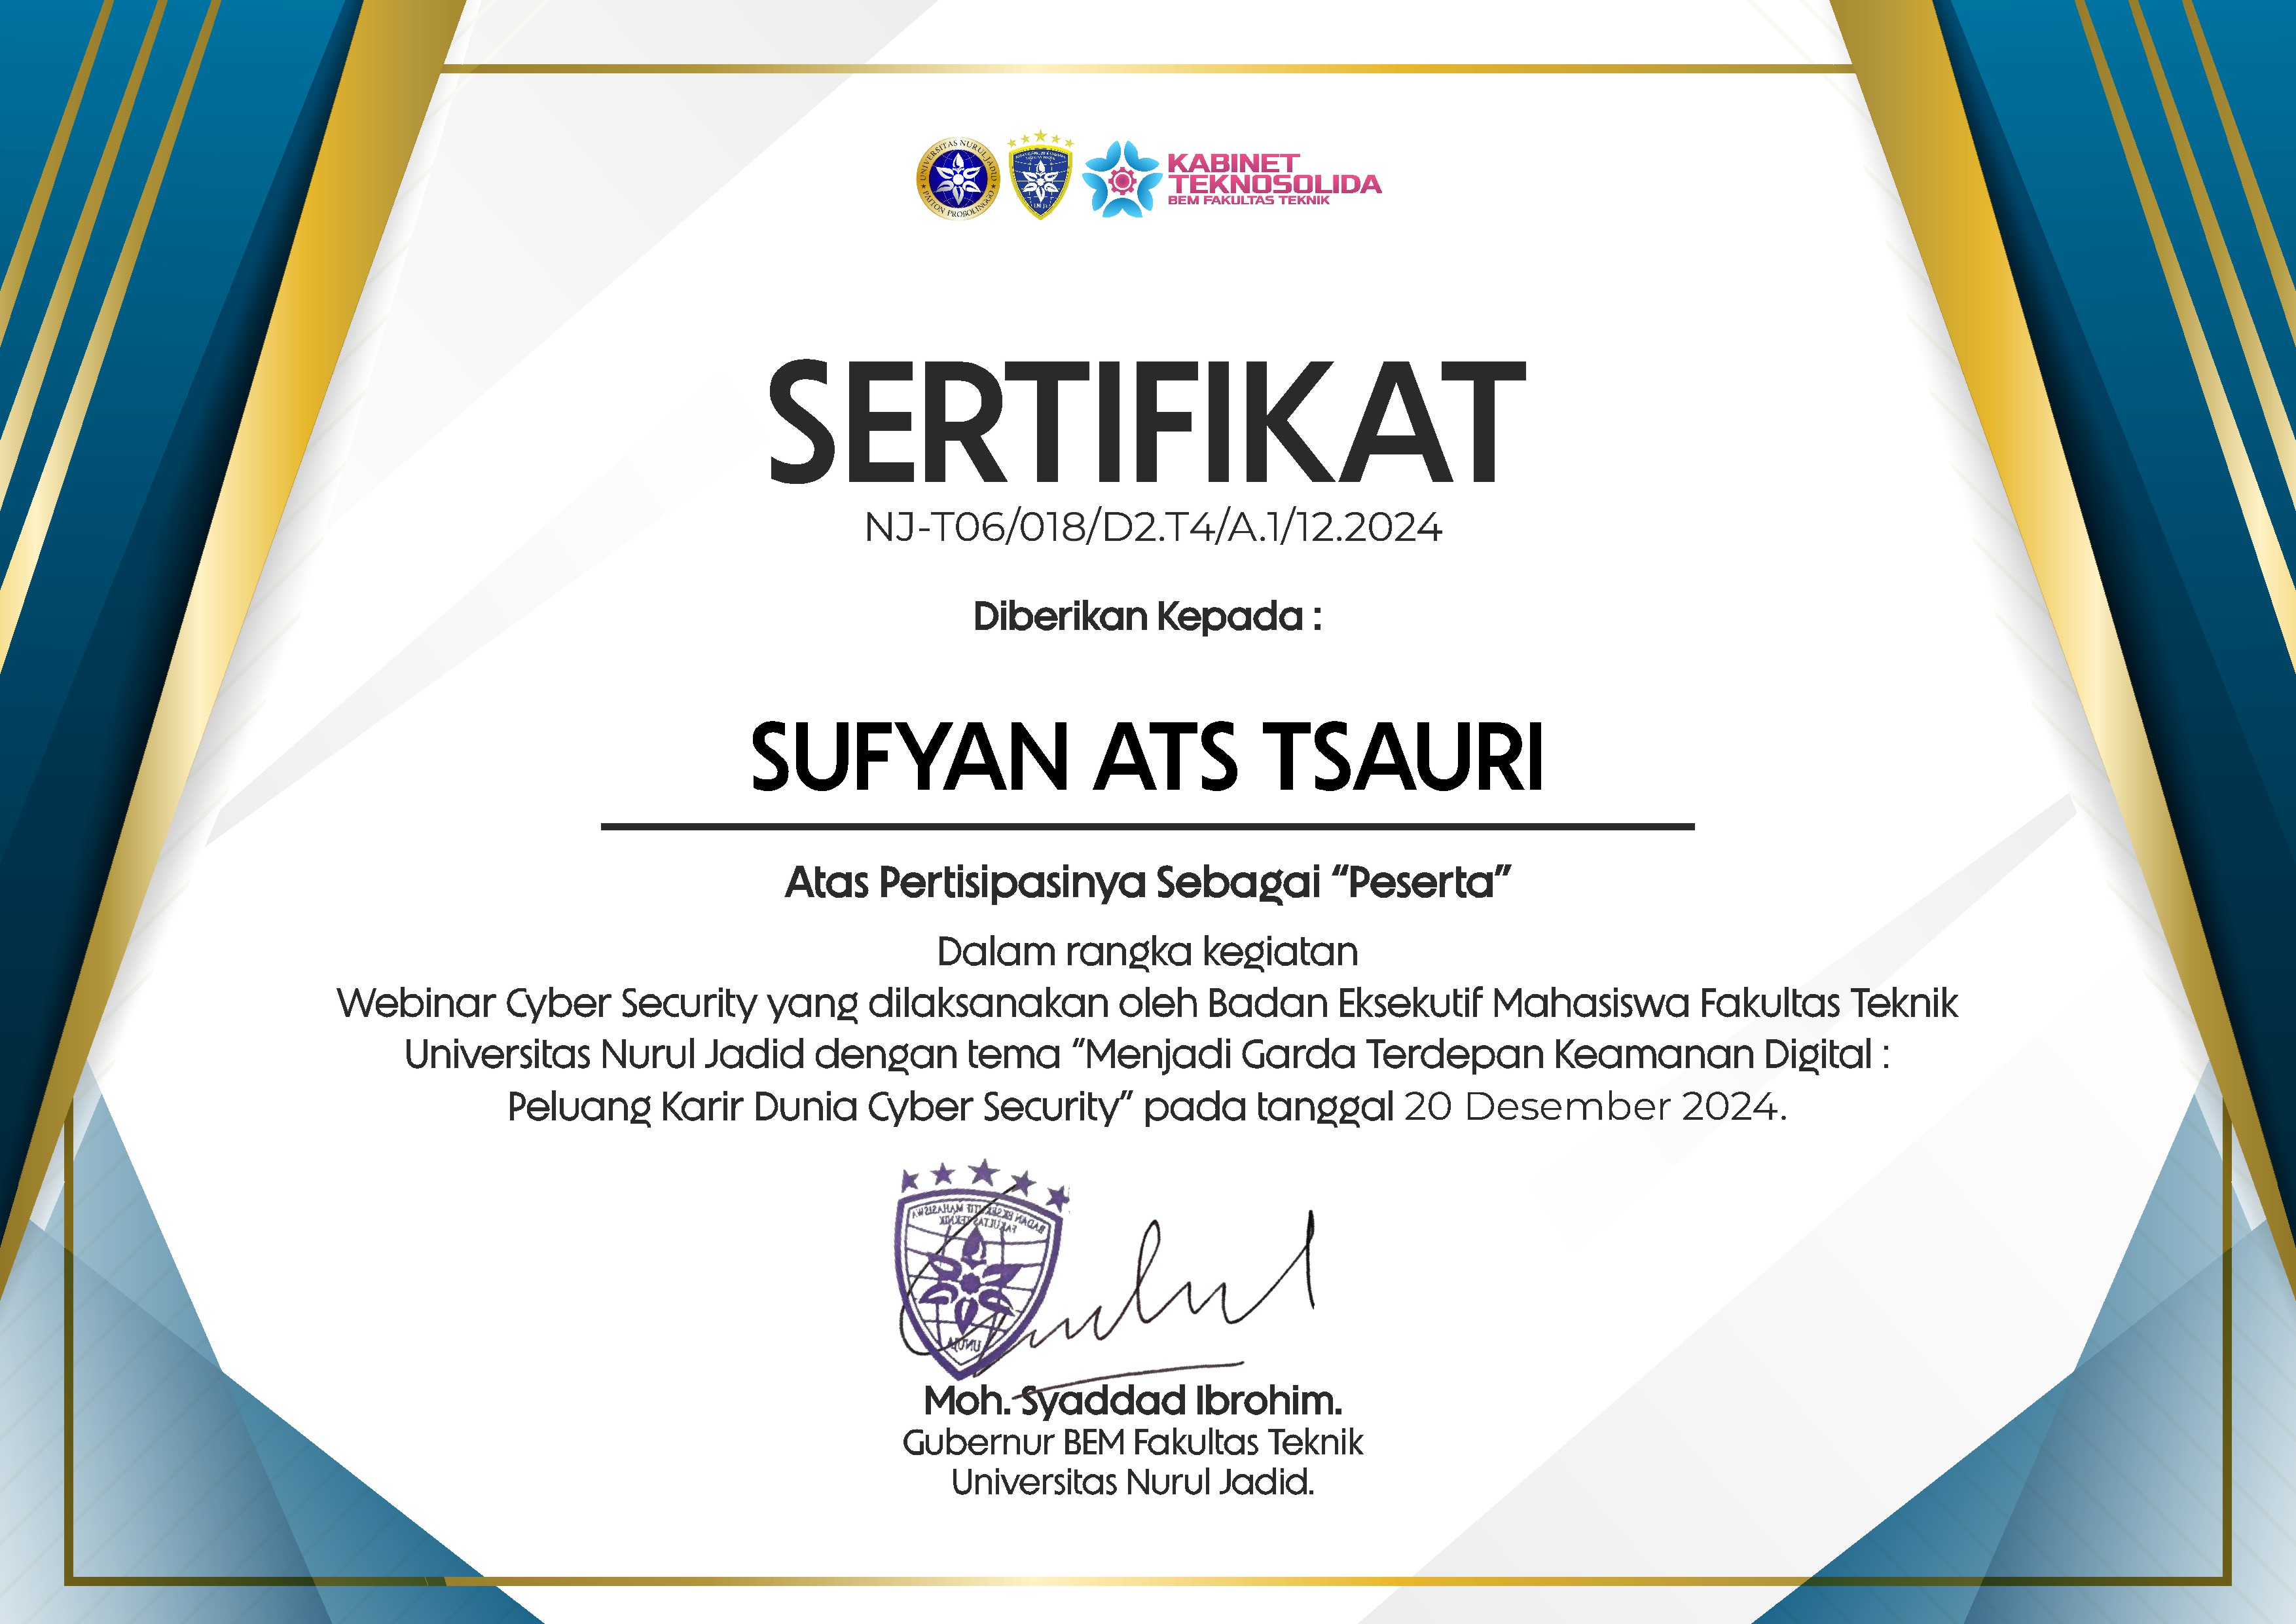 UNIVERSITAS NURUL JADID
PAITON PROBOLINGGO
KABINET
TEKNOSOLIDA
BEM FAKULTAS TEKNIK
SERTIFIKAT
NJ-T06/018/D2.T4/A.1/12.2024
Diberikan Kepada :
SUFYAN ATS TSAURI
Atas Pertisipasinya Sebagai “Peserta”
Dalam rangka kegiatan
Webinar Cyber Security yang dilaksanakan oleh Badan Eksekutif Mahasiswa Fakultas Teknik
Universitas Nurul Jadid dengan tema “Menjadi Garda Terdepan Keamanan Digital :
Peluang Karir Dunia Cyber Security” pada tanggal 20 Desember 2024.
BADAN EKSEKUTIF MAHASISWA
FAKULTAS TEKNIK
UNUJA
Moh. Syaddad Ibrohim.
Gubernur BEM Fakultas Teknik
Universitas Nurul Jadid.